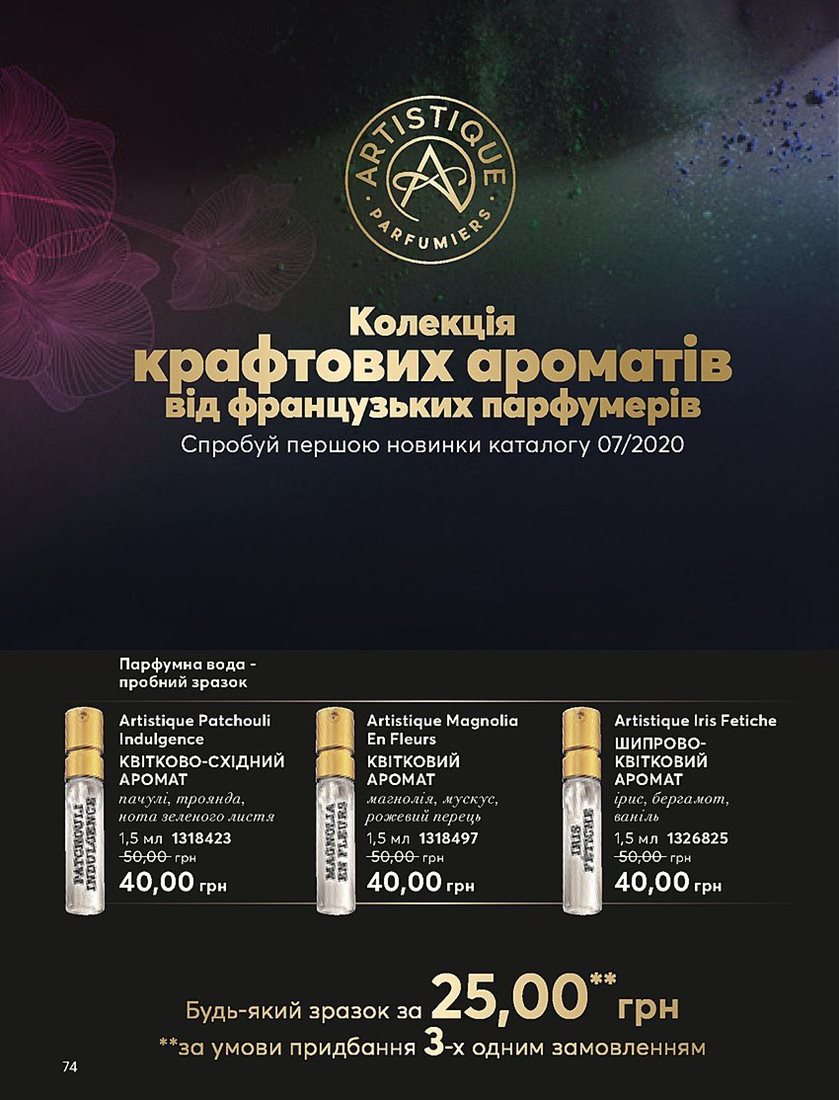 ARTISTIQUE
PARFUMIERS
Колекція
крафтових ароматів
від французьких парфумерів
Спробуй першою новинки каталогу 07/2020
Парфумна вода -
пробний зразок
Artistique Patchouli
Indulgence
КВІТКОВО-СХІДНИЙ
АРОМАТ
пачулі, троянда,
нота зеленого листя
1,5 мл 1318423
50,00 грн
40,00 грн
PATCHOULI
INDULGENCE
Artistique Magnolia
En Fleurs
КВІТКОВИЙ
АРОМАТ
магнолія, мускус,
рожевий перець
1,5 мл 1318497
50,00 грн
40,00 грн
MAGNOLIA
EN FLEURS
Artistique Iris Fetiche
ШИПРОВО-
КВІТКОВИЙ
АРОМАТ
ірис, бергамот,
ваніль
1,5 мл 1326825
50,00 грн
40,00 грн
IRIS
FETICHE
Будь-який зразок за 25,00** грн
**за умови придбання 3-х одним замовленням
74